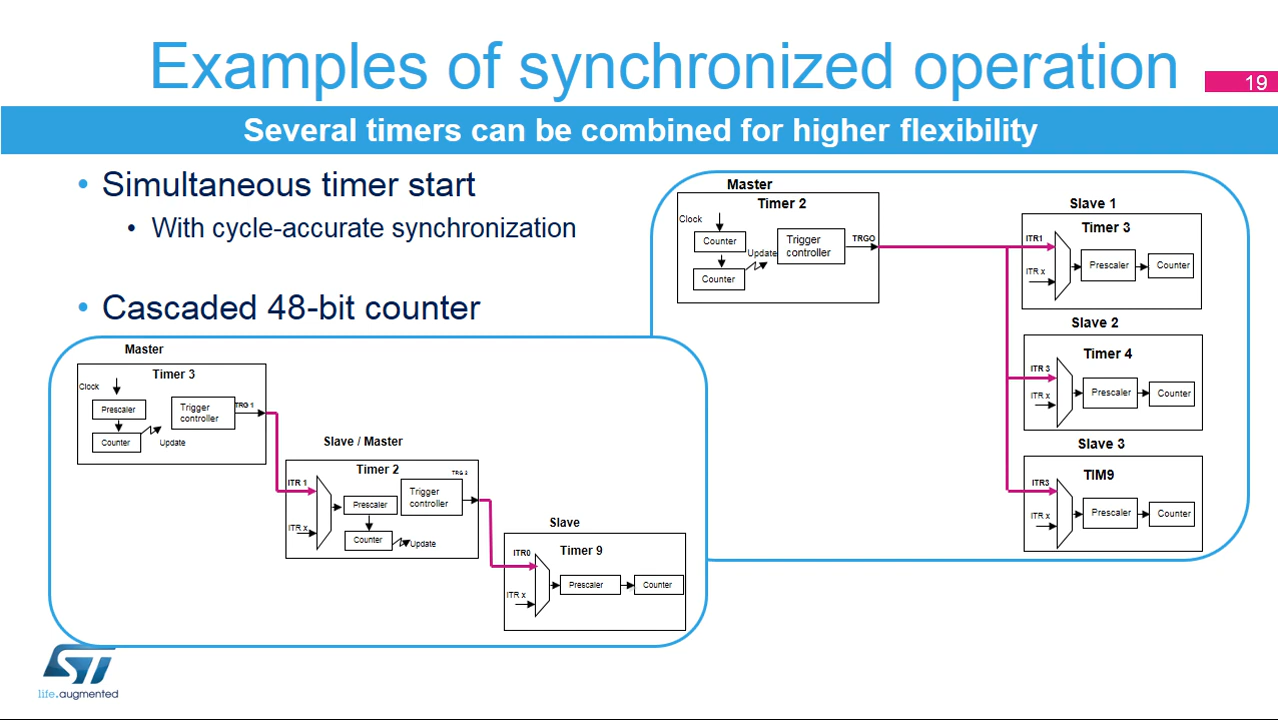 Examples of synchronized operation
19
Several timers can be combined for higher flexibility
• Simultaneous timer start
• With cycle-accurate synchronization
• Cascaded 48-bit counter
Master
Timer 2
Clock
Counter
Counter
Update
Trigger
controller
TRGO
Slave 1
Timer 3
ITR1
ITR x
Prescaler
Counter
Slave 2
Timer 4
ITR 3
ITR x
Prescaler
Counter
Slave 3
TIM9
ITR3
ITR x
Prescaler
Counter
Master
Timer 3
Clock
Prescaler
Counter
Update
Trigger
controller
TRG 1
Slave / Master
Timer 2
ITR 1
ITR x
Prescaler
Counter
Update
Trigger
controller
Slave
Timer 9
ITR0
ITR x
Prescaler
Counter
ST
life.augmented